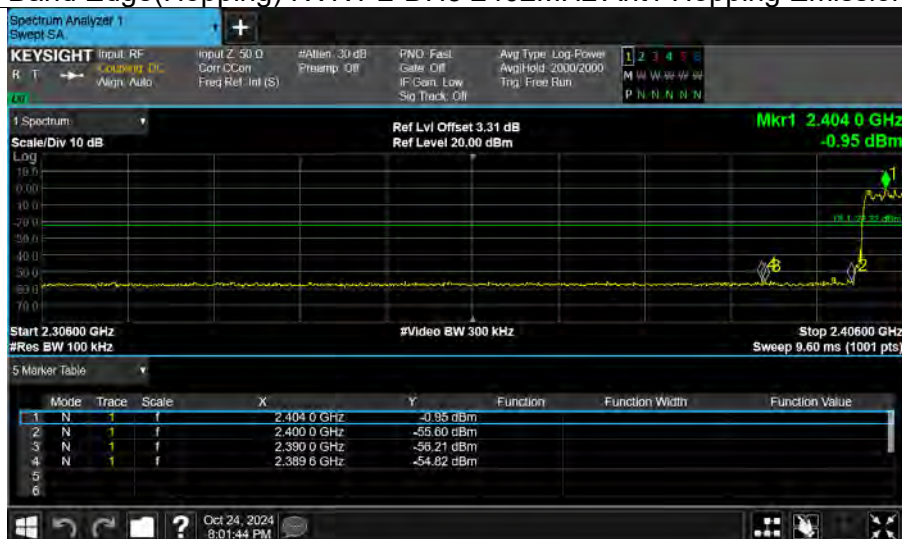 Spectrum Analyzer 1
Swept SA
+
KEYSIGHT Input: RF Input Z: 50 Ω #Atten: 30 dB PNO: Fast Avg Type: Log-Power 1 2 3 4 5 6
R T Coupling: DC Corr CCorr Preamp: Off Gate: Off Avg|Hold: 2000/2000 M W W W W W
Align: Auto Freq Ref: Int (S) IF Gain: Low Trig: Free Run
Sig Track: Off P N N N N N
1 Spectrum
Ref Lvl Offset 3.31 dB Mkr1 2.404 0 GHz
Scale/Div 10 dB Ref Level 20.00 dBm -0.95 dBm
Log
10.0
0.00
Start 2.30600 GHz #Video BW 300 kHz Stop 2.40600 GHz
#Res BW 100 kHz Sweep 9.60 ms (1001 pts)
5 Marker Table
Mode Trace Scale X Y Function Function Width Function Value
1 N 1 f 2.404 0 GHz -0.95 dBm
2 N 1 f 2.400 0 GHz -55.60 dBm
3 N 1 f 2.390 0 GHz -56.21 dBm
4 N 1 f 2.389 6 GHz -54.82 dBm
5
6
? Oct 24, 2024
8:01:44 PM